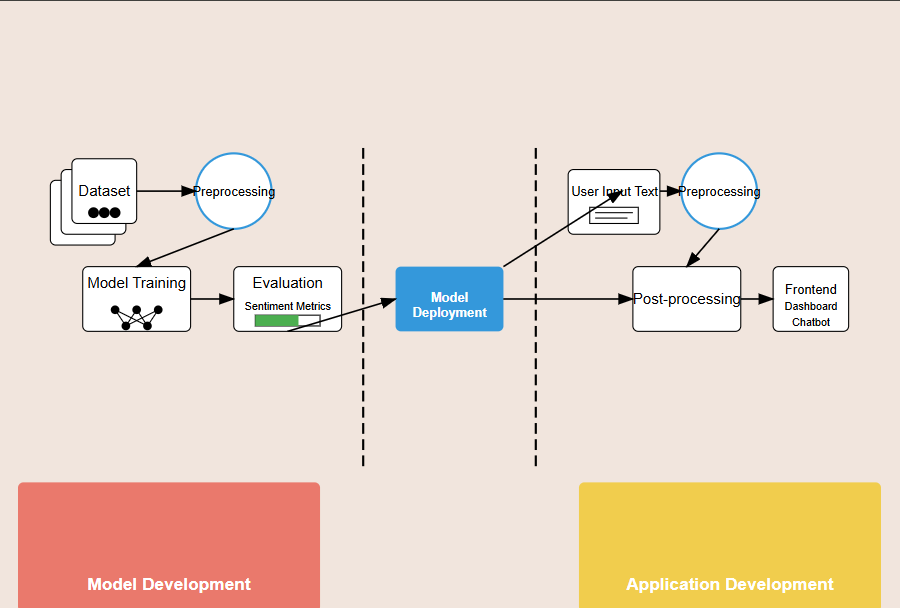 Dataset
Preprocessing
User Input Text
Preprocessing
Model Training
Evaluation
Sentiment Metrics
Model
Deployment
Post-processing
Frontend
Dashboard
Chatbot
Model Development
Application Development